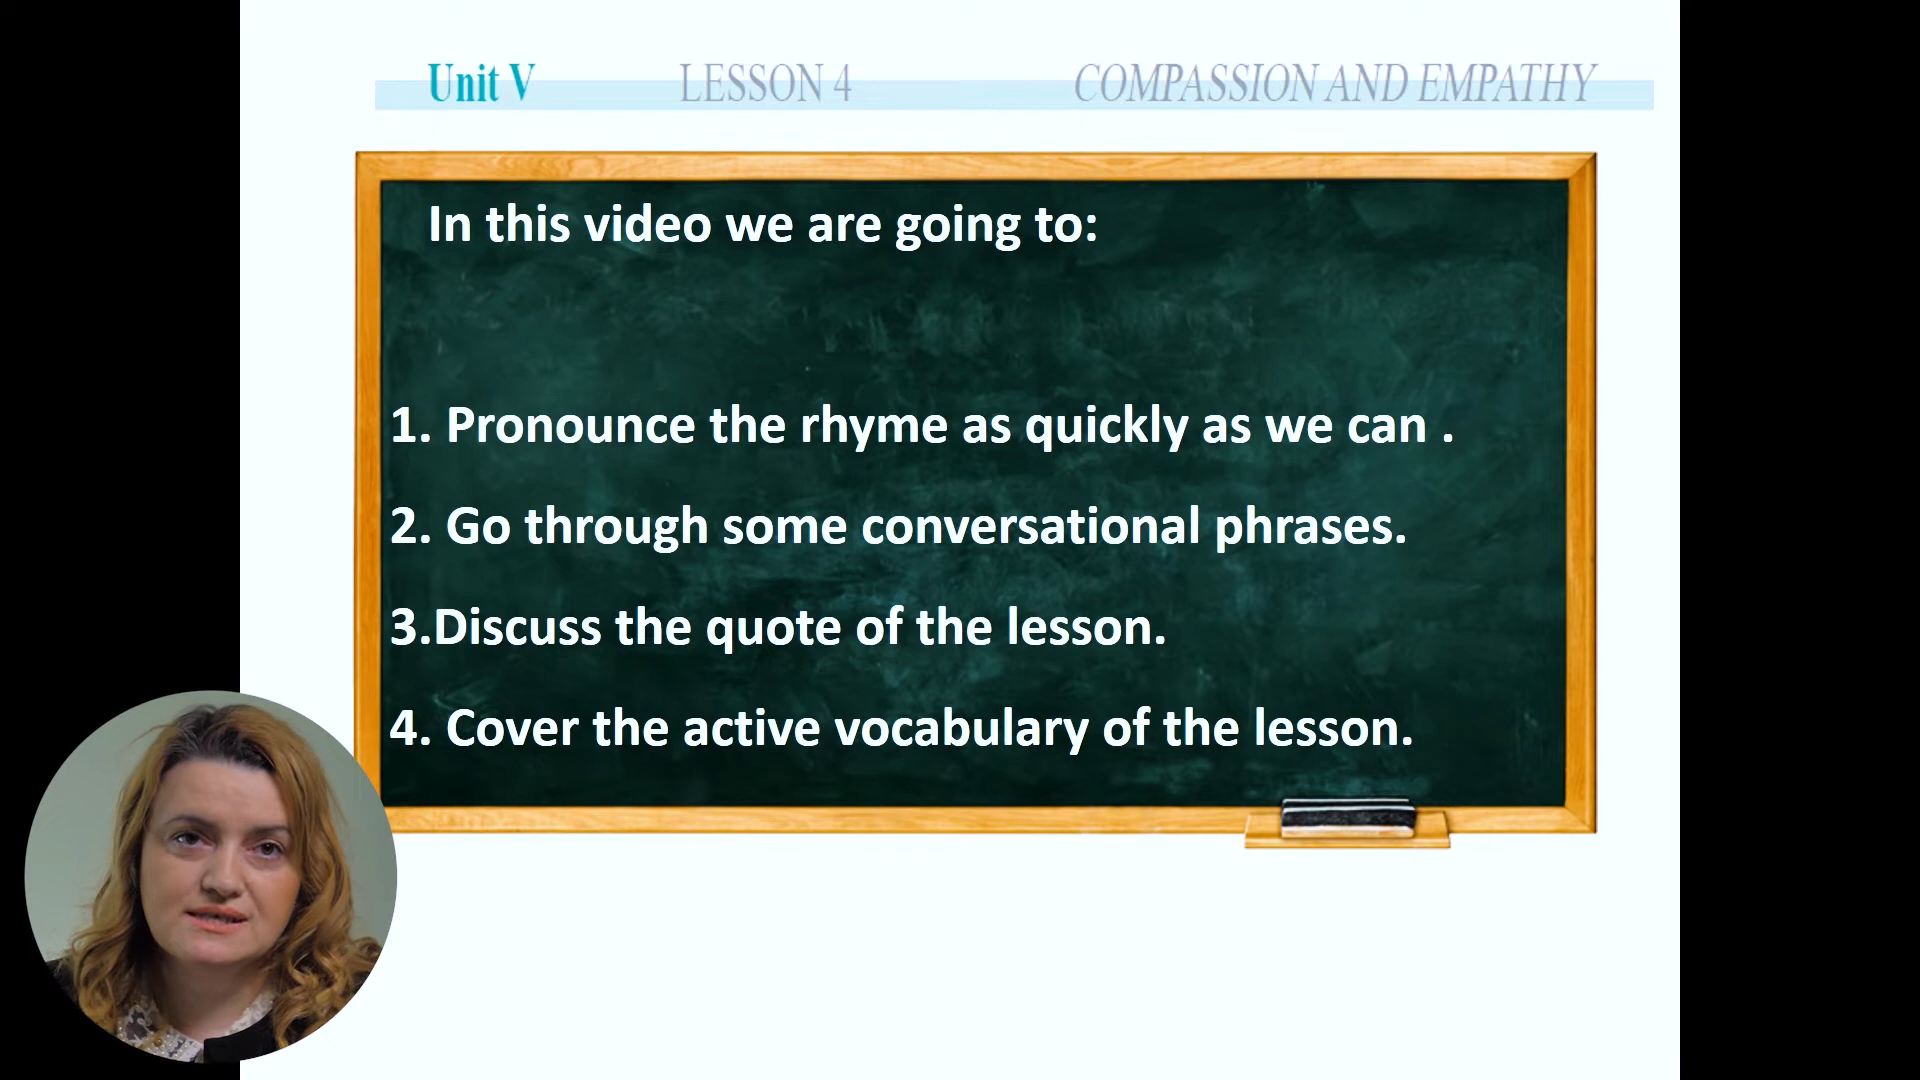 Unit V LESSON 4 COMPASSION AND EMPATHY
In this video we are going to:
1. Pronounce the rhyme as quickly as we can .
2. Go through some conversational phrases.
3.Discuss the quote of the lesson.
4. Cover the active vocabulary of the lesson.